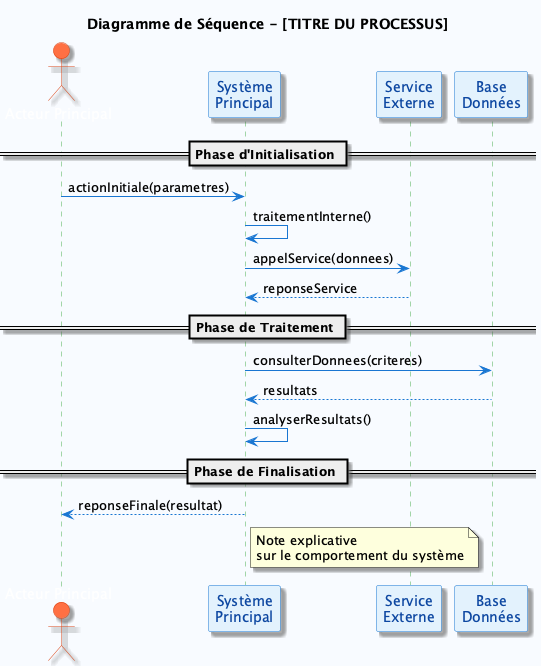 Diagramme de Séquence - [TITRE DU PROCESSUS]
Acteur Principal
Système
Principal
Service
Externe
Base
Données
Phase d'Initialisation
actionInitiale(parametres)
traitementInterne()
appelService(donnees)
reponseService
Phase de Traitement
consulterDonnees(criteres)
resultats
analyserResultats()
Phase de Finalisation
reponseFinale(resultat)
Note explicative
sur le comportement du système
Acteur Principal
Système
Principal
Service
Externe
Base
Données